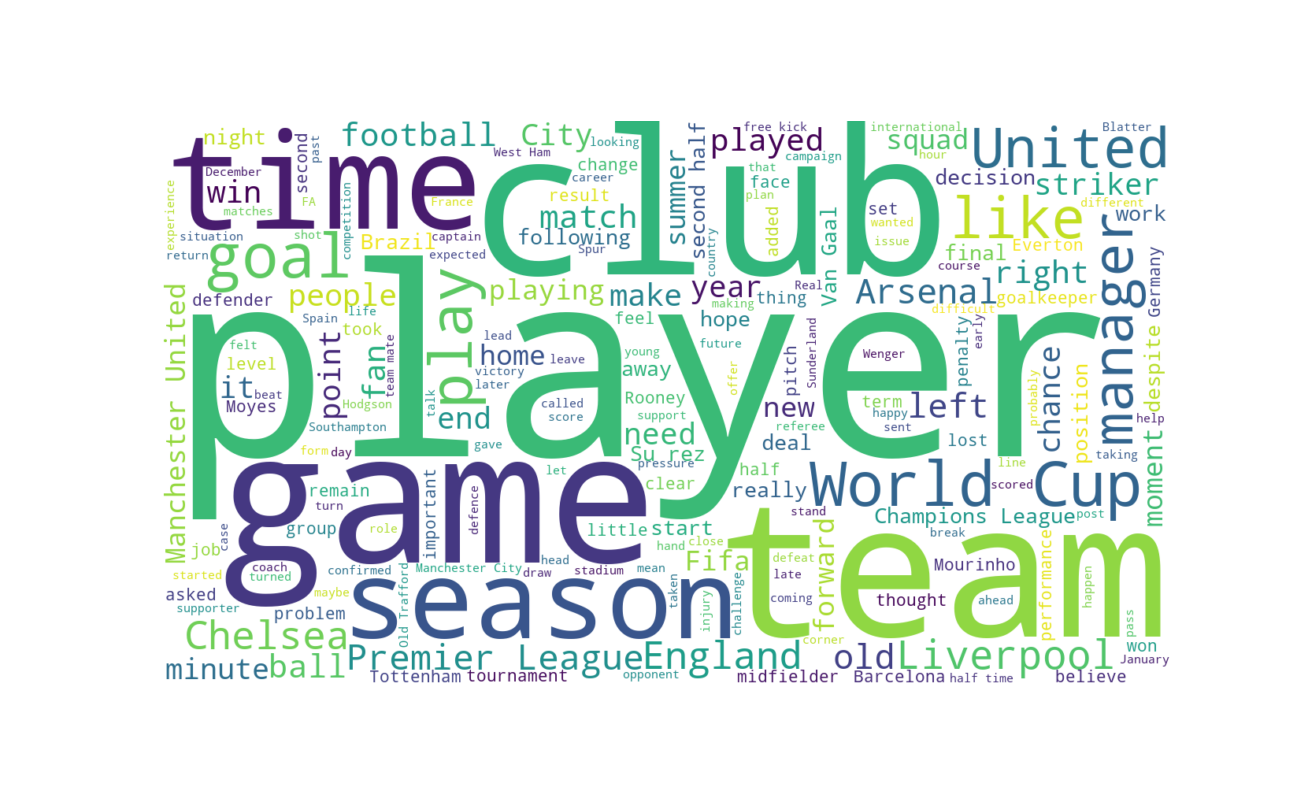 night
football
City
looking
free kick
played
international
squad
hour
Blatter
United
experience
time
December
win
matches
second
past
FA
competition
West Ham
career
change
result
match
following
Spur
summer
second half
campaign
that
face
plan
added
club
set
wanted
issue
decision
striker
like
different
work
situation
return
shot
goal
Brazil
France
captain
expected
country
Van Gaal
final
Everton
course
manager
defender
people
play
playing
make
year
thing
Real
making
Arsenal
right
goalkeeper
difficult
early
despite
Germany
Manchester United
Spain
life
took
fan
team mate
felt
level
it
beat
Moyes
point
Hodgson
Southampton
form
day
player
lead
home
leave
victory
later
feel
hope
young
away
future
offer
pitch
Sunderland
Wenger
penalty
chance
position
probably
help
taking
talk
end
called
score
Rooney
support
need
new
deal
term
happy
sent
left
referee
lost
moment
gave
Su rez
let
pressure
clear
half
really
World Cup
line
scored
game
remain
turn
case
group
role
important
defence
little
start
stand
Champions League
post
break
job
coach
started
turned
confirmed
Manchester City
draw
head
stadium
mean
hand
close
Fifa
defeat
late
forward
Mourinho
performance
happen
pass
asked
supporter
maybe
problem
season
Old Trafford
taken
injury
challenge
coming
team
thought
ahead
corner
won
January
Chelsea
minute
ball
Premier League
England
old
Liverpool
Tottenham
tournament
opponent
midfielder
Barcelona
half time
believe